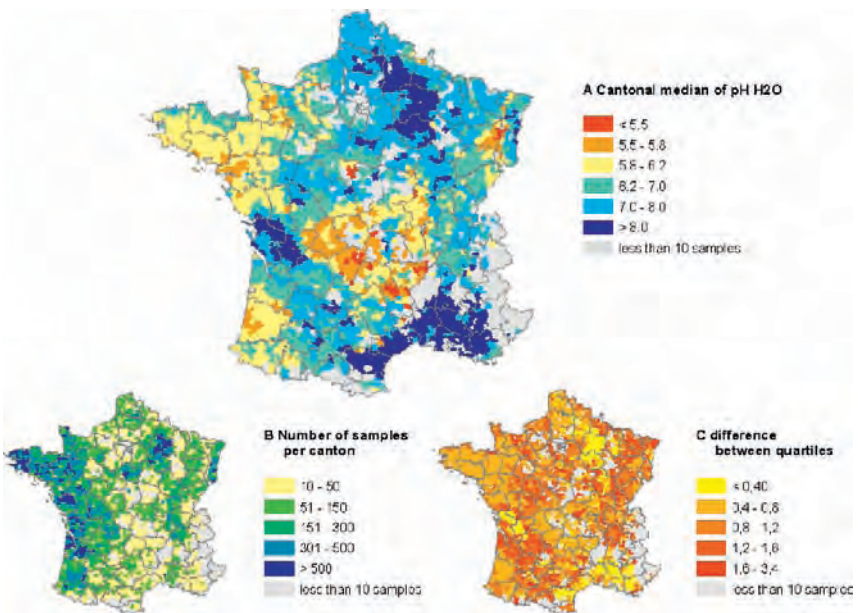 A Cantonal median of pH H2O
< 5.5
5.5 - 5.8
5.8 - 6.2
6.2 - 7.0
7.0 - 8.0
> 8.0
less than 10 samples
B Number of samples
per canton
10 - 50
51 - 150
151 - 300
301 - 500
> 500
less than 10 samples
C difference
between quartiles
< 0,40
0,4 - 0,8
0,8 - 1,2
1,2 - 1,6
1,6 - 3,4
less than 10 samples